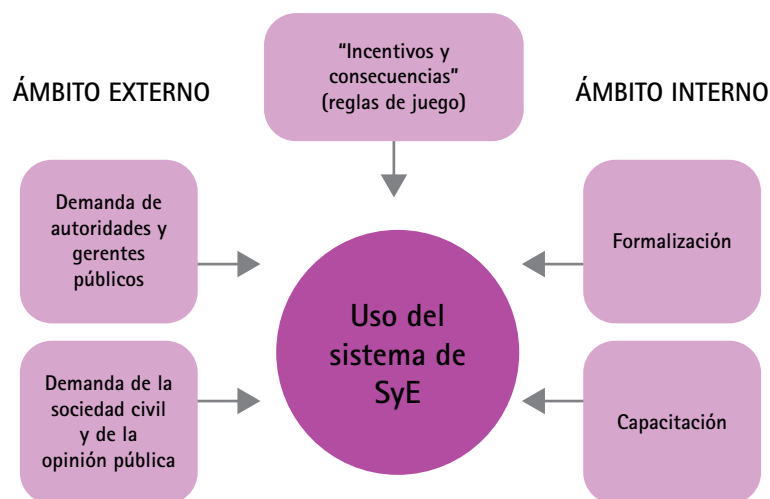 “Incentivos y
consecuencias”
(reglas de juego)
ÁMBITO EXTERNO
ÁMBITO INTERNO
Demanda de
autoridades y
gerentes
públicos
Formalización
Uso del
sistema de
SyE
Demanda de la
sociedad civil
y de la
opinión pública
Capacitación